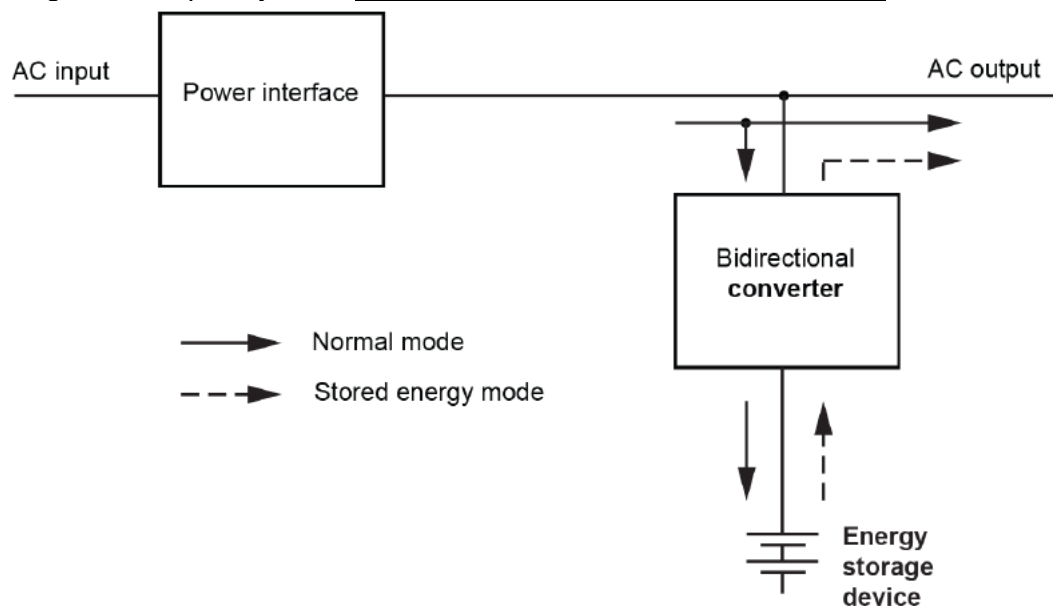 AC input
Power interface
AC output
Bidirectional
converter
Normal mode
Stored energy mode
Energy
storage
device